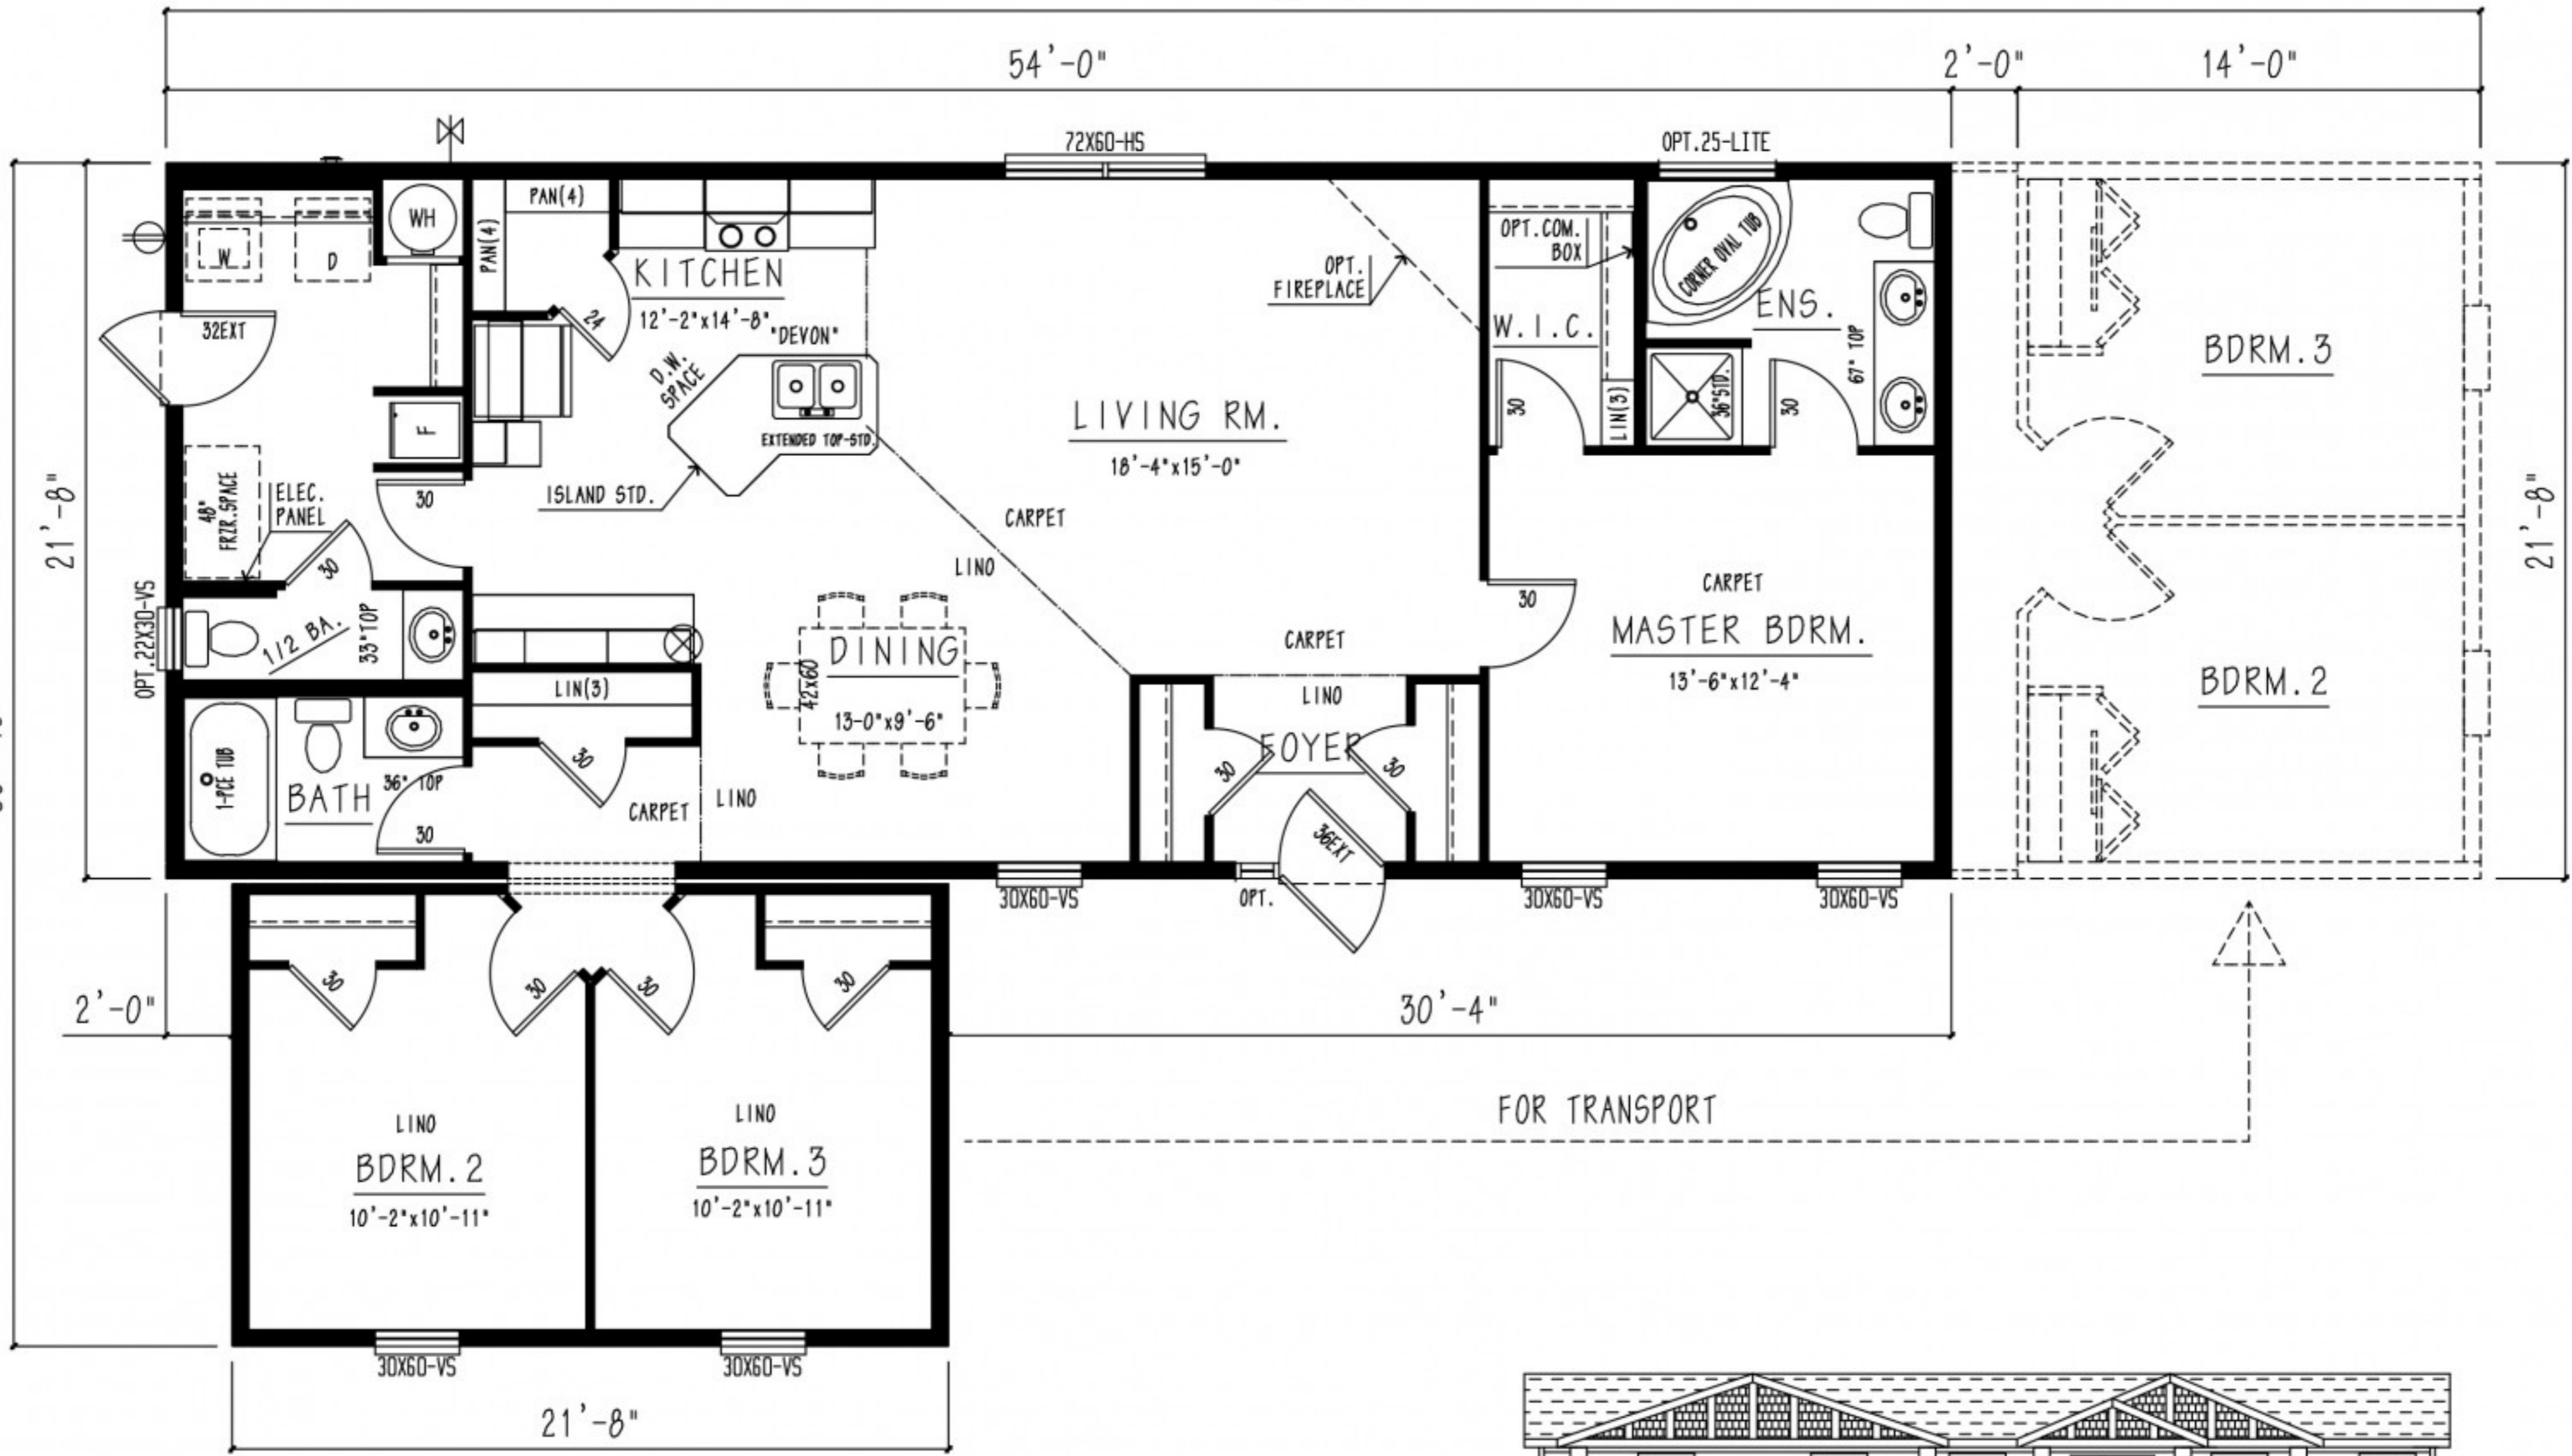 54'-0"
2'-0"
14'-0"
72X60-HS
OPT.25-LITE
PAN(4)
PAN(4)
WH
W
D
KITCHEN
12'-2"x14'-8"
"DEVON"
24
D.W.
SPACE
EXTENDED TOP-STD.
ISLAND STD.
32EXT
F
30
48"
FRZR.SPACE
ELEC.
PANEL
30
21'-8"
OPT.22X30-VS
1/2 BA.
33"TOP
LIVING RM.
18'-4"x15'-0"
OPT.
FIREPLACE
CARPET
LINO
OPT.COM.
BOX
W.I.C.
30
LIN(3)
CORNER OVAL TUB
ENS.
67" TOP
36"STD.
30
BDRM.3
BDRM.2
21'-8"
CARPET
MASTER BDRM.
13'-6"x12'-4"
30
CARPET
LINO
FOYER
30
30
36EXT
OPT.
DINING
42x60
13-0"x9'-6"
LIN(3)
30
CARPET
LINO
1-PCE TUB
BATH
36" TOP
30
30X60-VS
30X60-VS
30X60-VS
2'-0"
30'-4"
30
30
30
30
FOR TRANSPORT
LINO
BDRM.2
10'-2"x10'-11"
LINO
BDRM.3
10'-2"x10'-11"
30X60-VS
30X60-VS
21'-8"